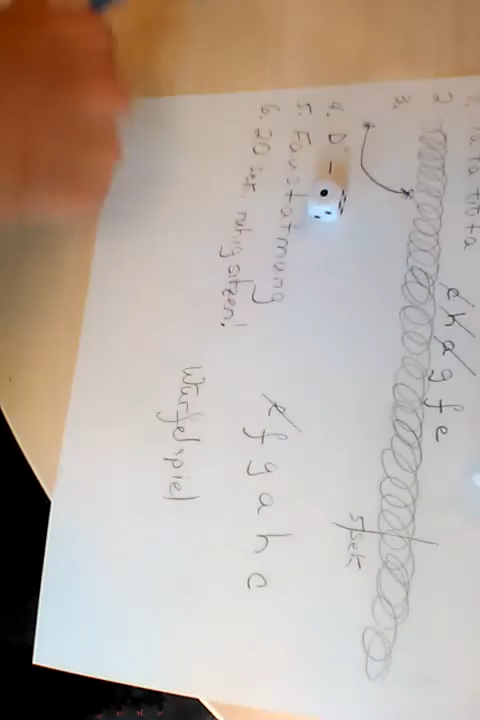 2
3.
5 sek
4. D" -
5. Faustatmung
6. 20 sek. ruhig sitzen!
c h a g f e
e f g a h c
Würfelspiel